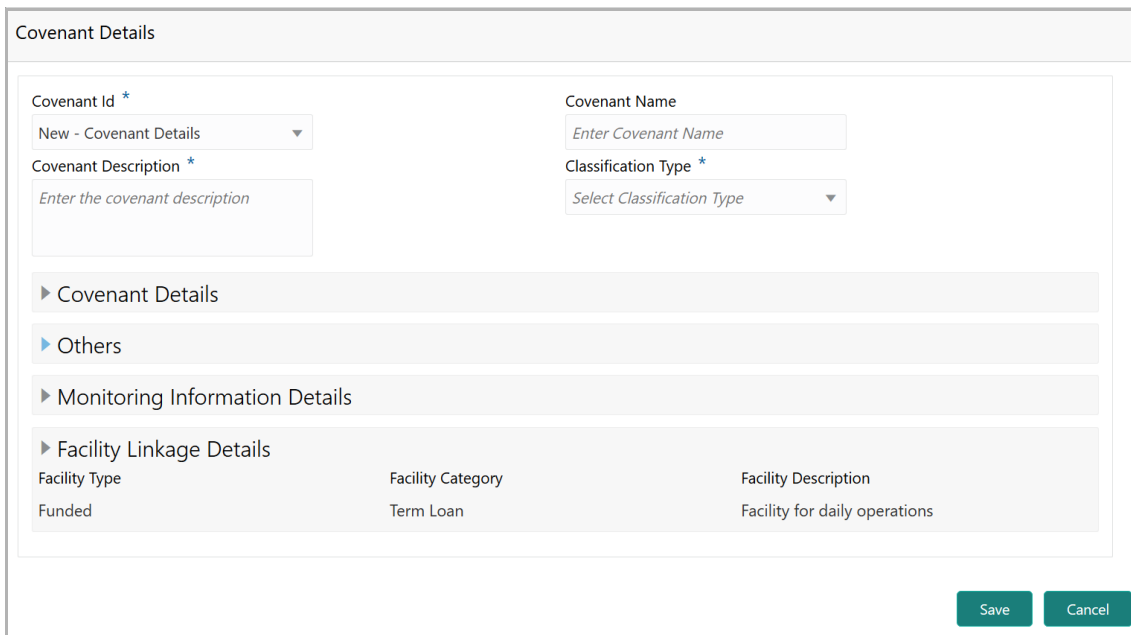 Covenant Details
Covenant Id *
Covenant Name
New - Covenant Details
Enter Covenant Name
Covenant Description *
Classification Type *
Enter the covenant description
Select Classification Type
Covenant Details
Others
Monitoring Information Details
Facility Linkage Details
Facility Type Facility Category Facility Description
Funded Term Loan Facility for daily operations
Save Cancel